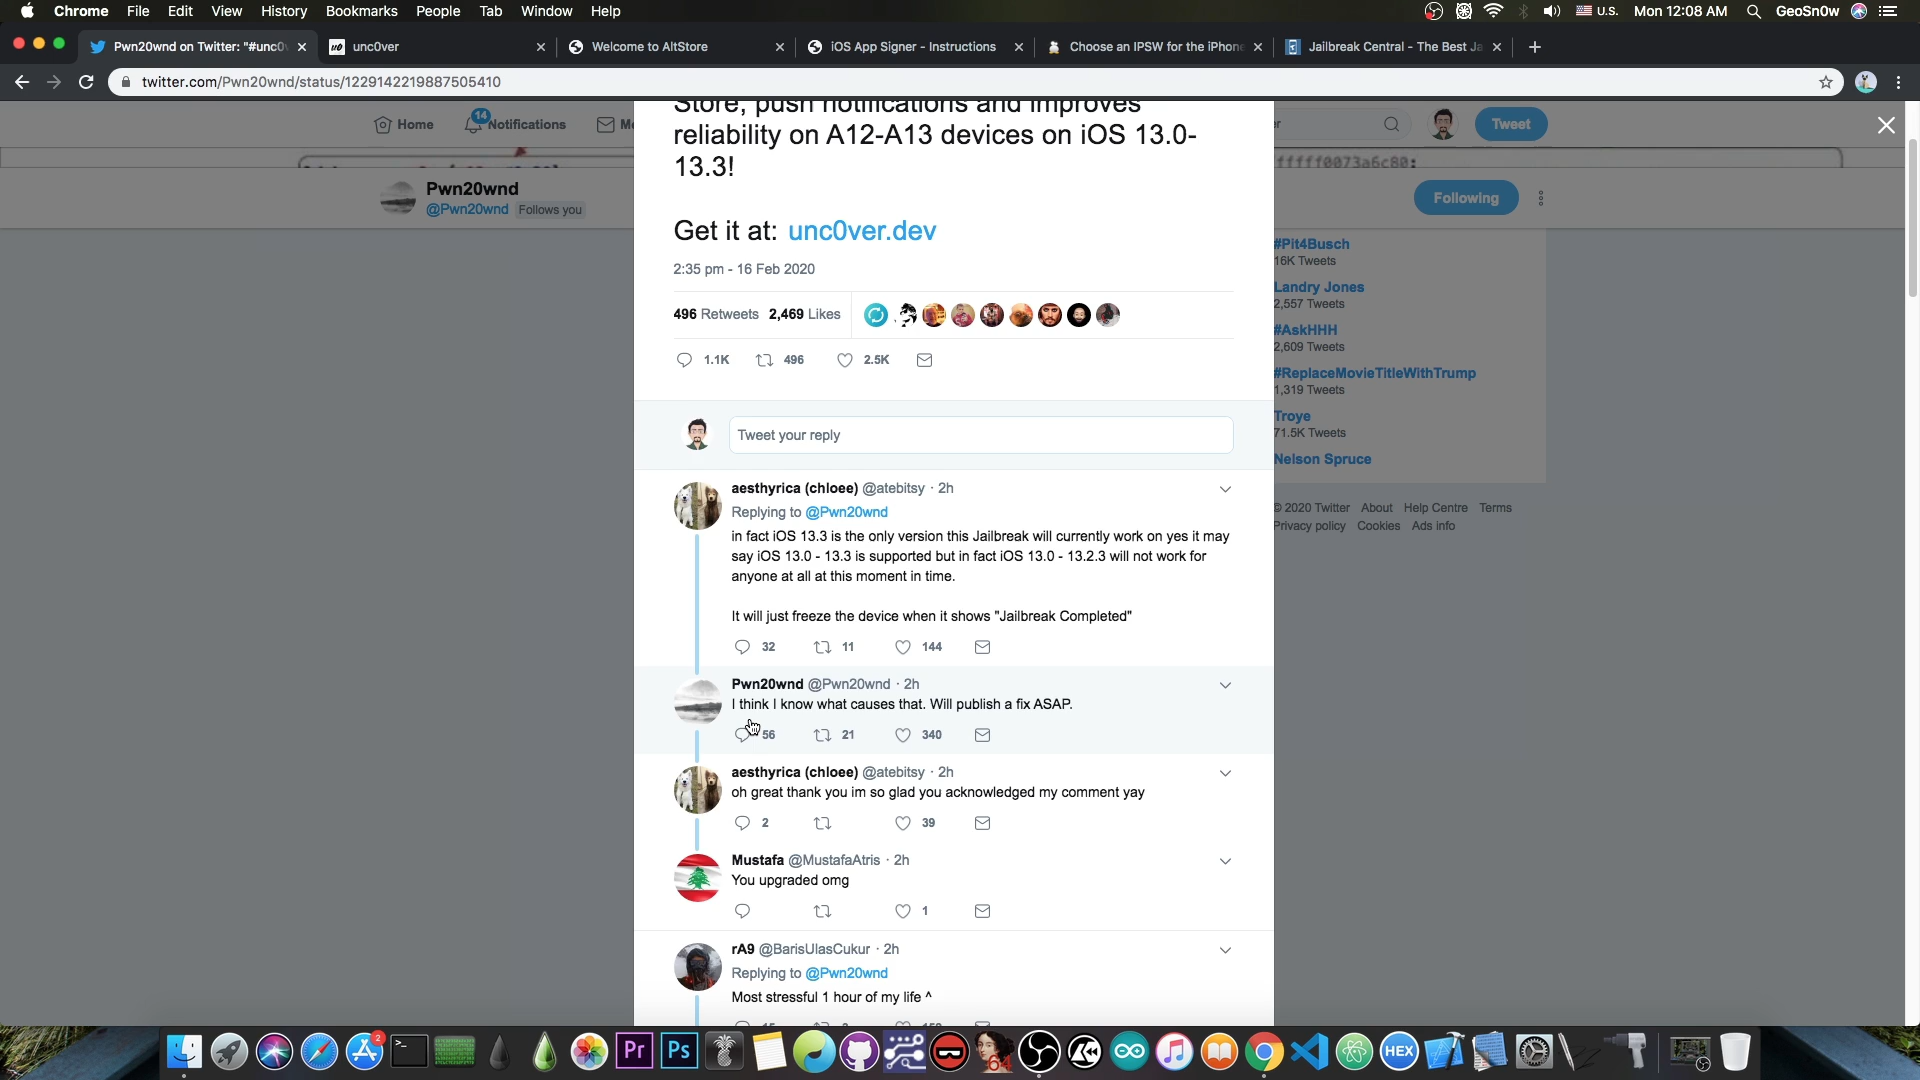 Chrome File Edit View History Bookmarks People Tab Window Help
U.S. Mon 12:08 AM GeoSn0w
Pwn20wnd on Twitter: "#unc0
unc0ver
Welcome to AltStore
iOS App Signer - Instructions
Choose an IPSW for the iPhone
Jailbreak Central - The Best Ja
twitter.com/Pwn20wnd/status/1229142219887505410
Home
14
Notifications
Tweet
Pwn20wnd
@Pwn20wnd Follows you
Following
fffff0073a6c80:
Store, push notifications and improves
reliability on A12-A13 devices on iOS 13.0-
13.3!
Get it at: unc0ver.dev
2:35 pm - 16 Feb 2020
496 Retweets 2,469 Likes
1.1K 496 2.5K
Tweet your reply
aesthyrica (chloee) @atebitsy · 2h
Replying to @Pwn20wnd
in fact iOS 13.3 is the only version this Jailbreak will currently work on yes it may
say iOS 13.0 - 13.3 is supported but in fact iOS 13.0 - 13.2.3 will not work for
anyone at all at this moment in time.
It will just freeze the device when it shows "Jailbreak Completed"
32 11 144
Pwn20wnd @Pwn20wnd · 2h
I think I know what causes that. Will publish a fix ASAP.
56 21 340
aesthyrica (chloee) @atebitsy · 2h
oh great thank you im so glad you acknowledged my comment yay
2 39
Mustafa @MustafaAtris · 2h
You upgraded omg
1
rA9 @BarisUlasCukur · 2h
Replying to @Pwn20wnd
Most stressful 1 hour of my life ^
#Pit4Busch
16K Tweets
Landry Jones
2,557 Tweets
#AskHHH
2,609 Tweets
#ReplaceMovieTitleWithTrump
1,319 Tweets
Troye
71.5K Tweets
Nelson Spruce
© 2020 Twitter About Help Centre Terms
Privacy policy Cookies Ads info
2
Pr
Ps
64
HEX